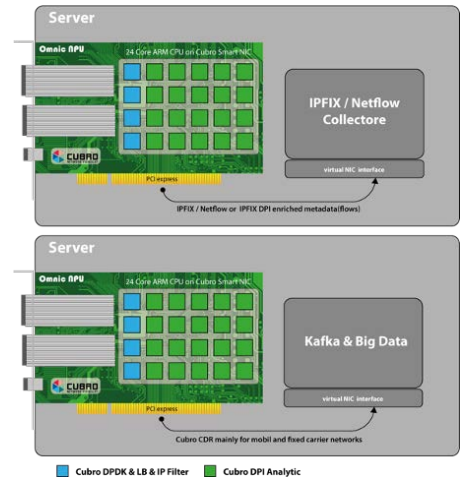 Server
Omnic NPU
24 Core ARM CPU on Cubro Smart NIC
IPFIX / Netflow
Collectore
virtual NIC interface
CUBRO
PCI express
IPFIX / Netflow or IPFIX DPI enriched metadata(flows)
Server
Omnic NPU
24 Core ARM CPU on Cubro Smart NIC
Kafka & Big Data
virtual NIC interface
CUBRO
PCI express
Cubro CDR mainly for mobil and fixed carrier networks
Cubro DPDK & LB & IP Filter
Cubro DPI Analytic